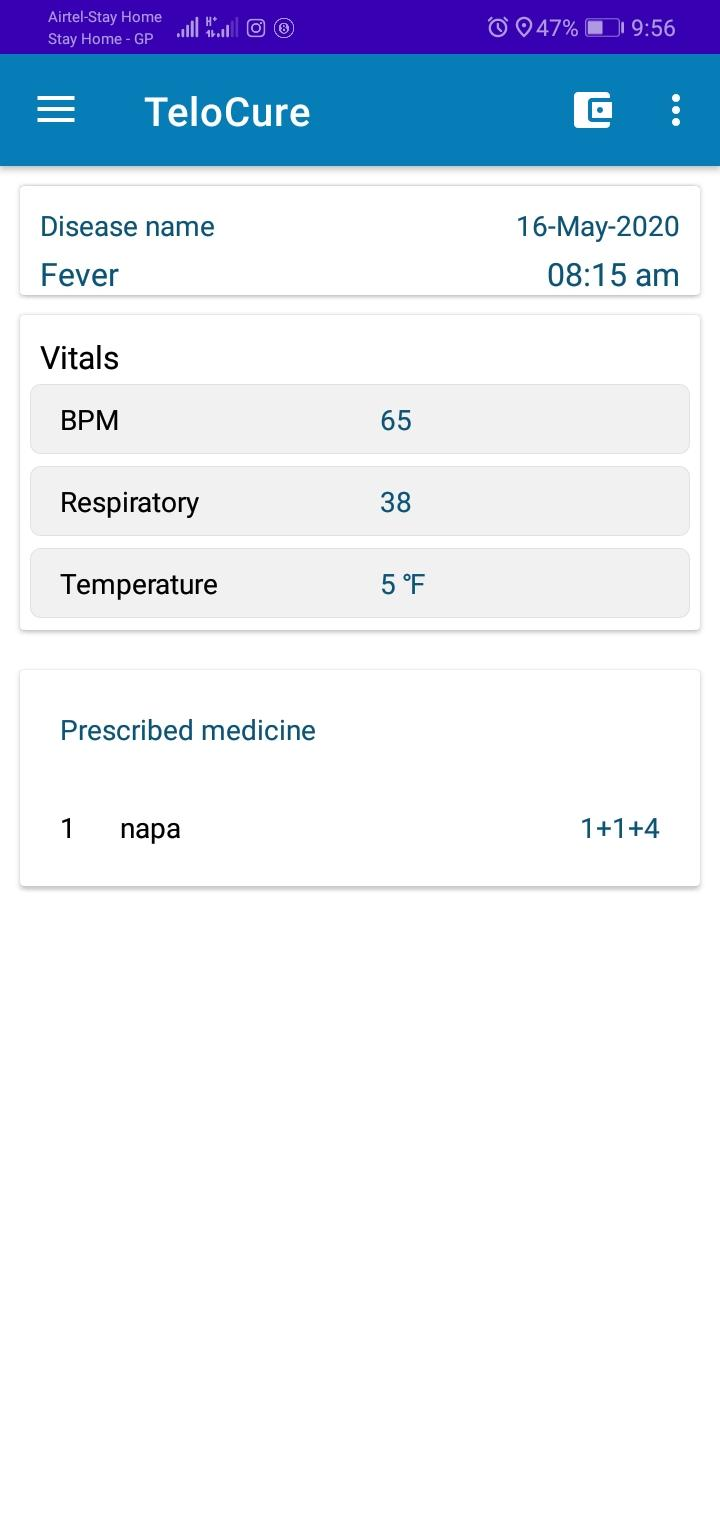 Airtel-Stay Home
Stay Home - GP
H+
47%
9:56
TeloCure
Disease name
16-May-2020
Fever
08:15 am
Vitals
BPM 65
Respiratory 38
Temperature 5 °F
Prescribed medicine
1 napa 1+1+4